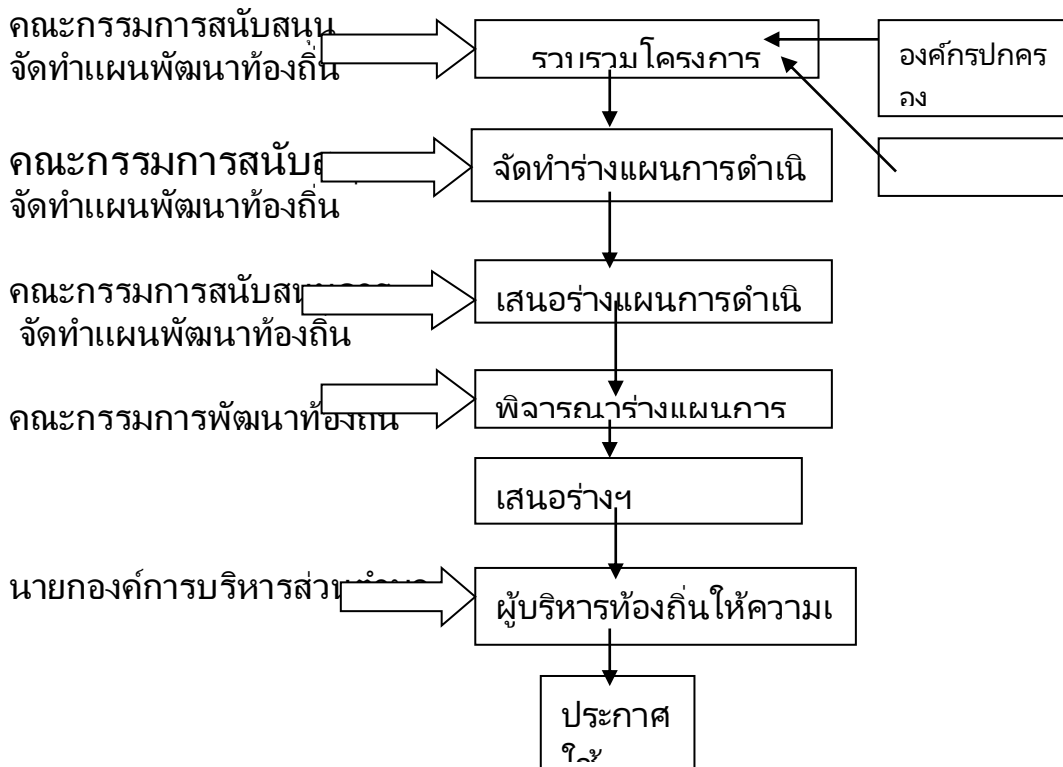 คณะกรรมการสนับสนุน
จัดทำแผนพัฒนาท้องถิ่น
รวบรวมโครงการ
องค์กรปกคร
อง
คณะกรรมการสนับส
จัดทำแผนพัฒนาท้องถิ่น
จัดทำร่างแผนการดำเนิ
คณะกรรมการสนับสนุนการ
จัดทำแผนพัฒนาท้องถิ่น
เสนอร่างแผนการดำเนิ
คณะกรรมการพัฒนาท้องถิ่น
พิจารณาร่างแผนการ
เสนอร่างฯ
นายกองค์การบริหารส่วนตำบล
ผู้บริหารท้องถิ่นให้ความเ
ประกาศ
ใช้